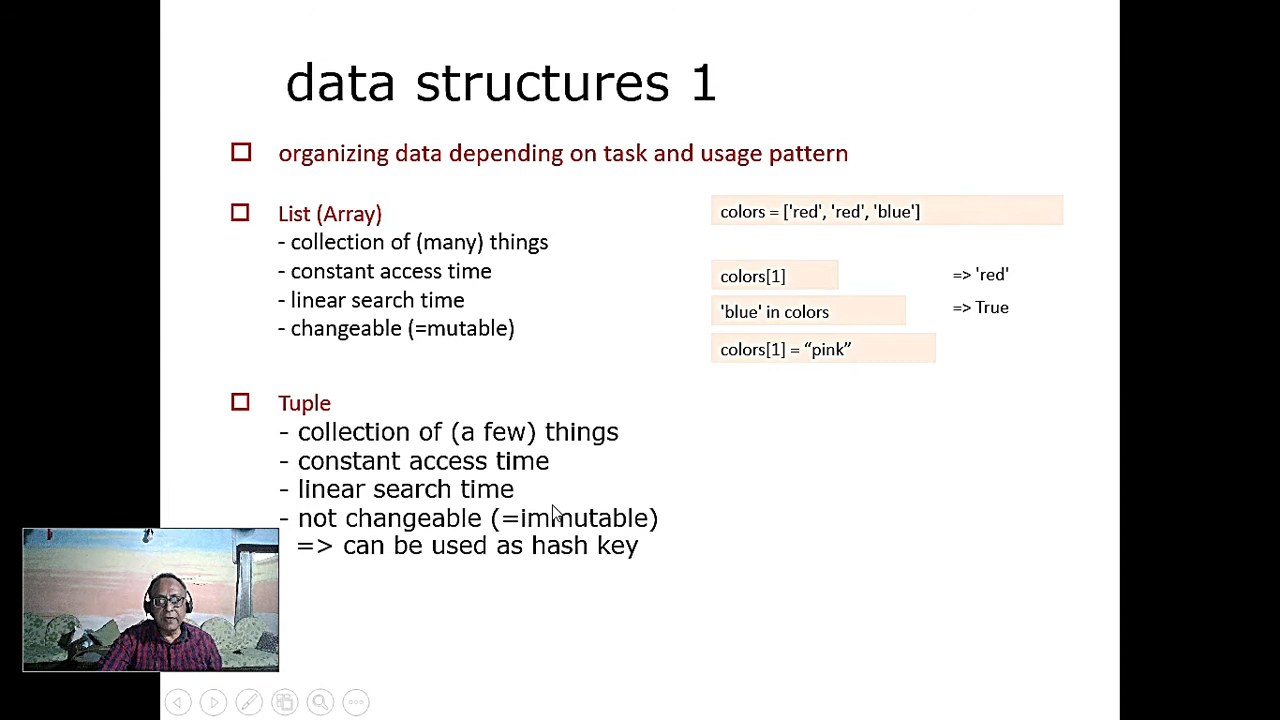 data structures 1
organizing data depending on task and usage pattern
List (Array)
- collection of (many) things
- constant access time
- linear search time
- changeable (=mutable)
colors = ['red', 'red', 'blue']
colors[1] => 'red'
'blue' in colors => True
colors[1] = “pink”
Tuple
- collection of (a few) things
- constant access time
- linear search time
- not changeable (=immutable)
=> can be used as hash key